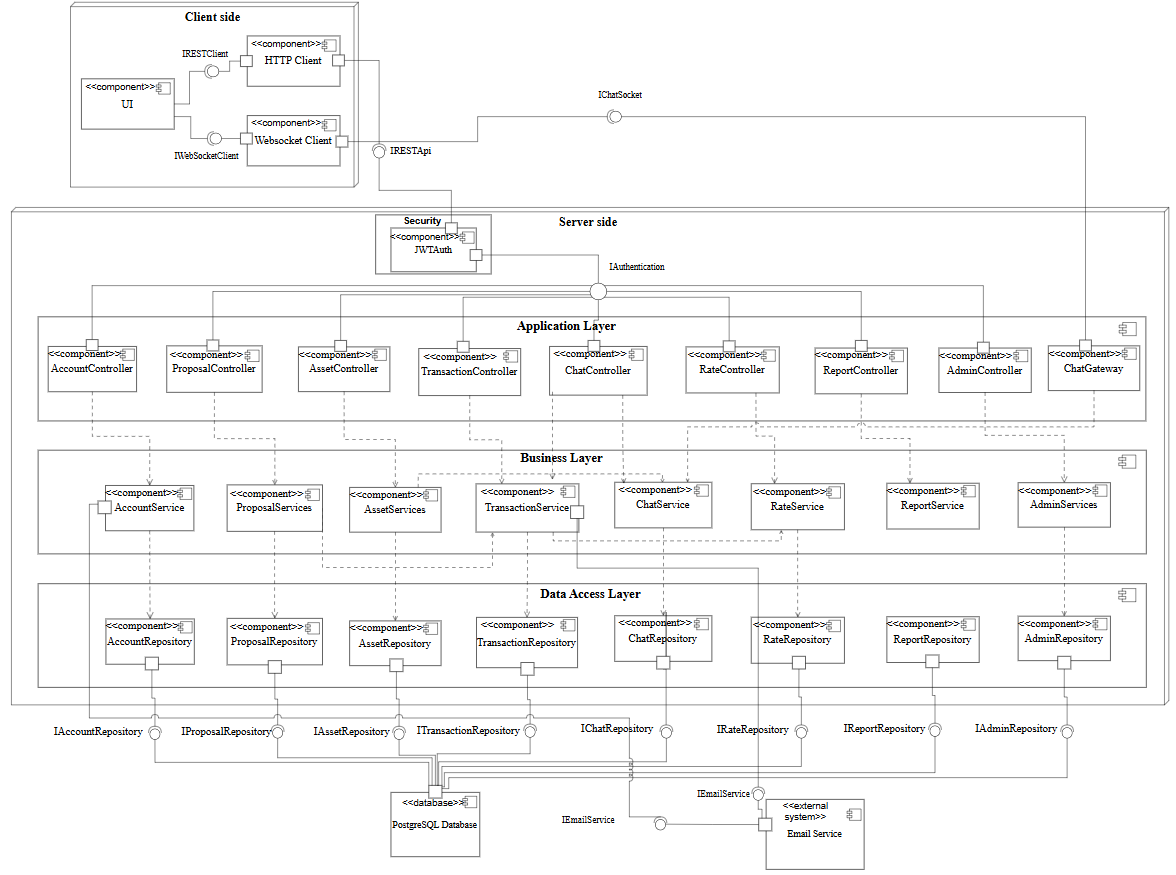 Client side
<<component>>
HTTP Client
IRESTClient
<<component>>
UI
IChatSocket
<<component>>
Websocket Client
IWebSocketClient
IRESTApi
Server side
Security
<<component>>
JWTAuth
IAuthentication
Application Layer
<<component>>
AccountController
<<component>>
ProposalController
<<component>>
AssetController
<<component>>
TransactionController
<<component>>
ChatController
<<component>>
RateController
<<component>>
ReportController
<<component>>
AdminController
<<component>>
ChatGateway
Business Layer
<<component>>
AccountService
<<component>>
ProposalServices
<<component>>
AssetServices
<<component>>
TransactionService
<<component>>
ChatService
<<component>>
RateService
<<component>>
ReportService
<<component>>
AdminServices
Data Access Layer
<<component>>
AccountRepository
<<component>>
ProposalRepository
<<component>>
AssetRepository
<<component>>
TransactionRepository
<<component>>
ChatRepository
<<component>>
RateRepository
<<component>>
ReportRepository
<<component>>
AdminRepository
IAccountRepository
IProposalRepository
IAssetRepository
ITransactionRepository
IChatRepository
IRateRepository
IReportRepository
IAdminRepository
<<database>>
PostgreSQL Database
IEmailService
IEmailService
<<external
system>>
Email Service